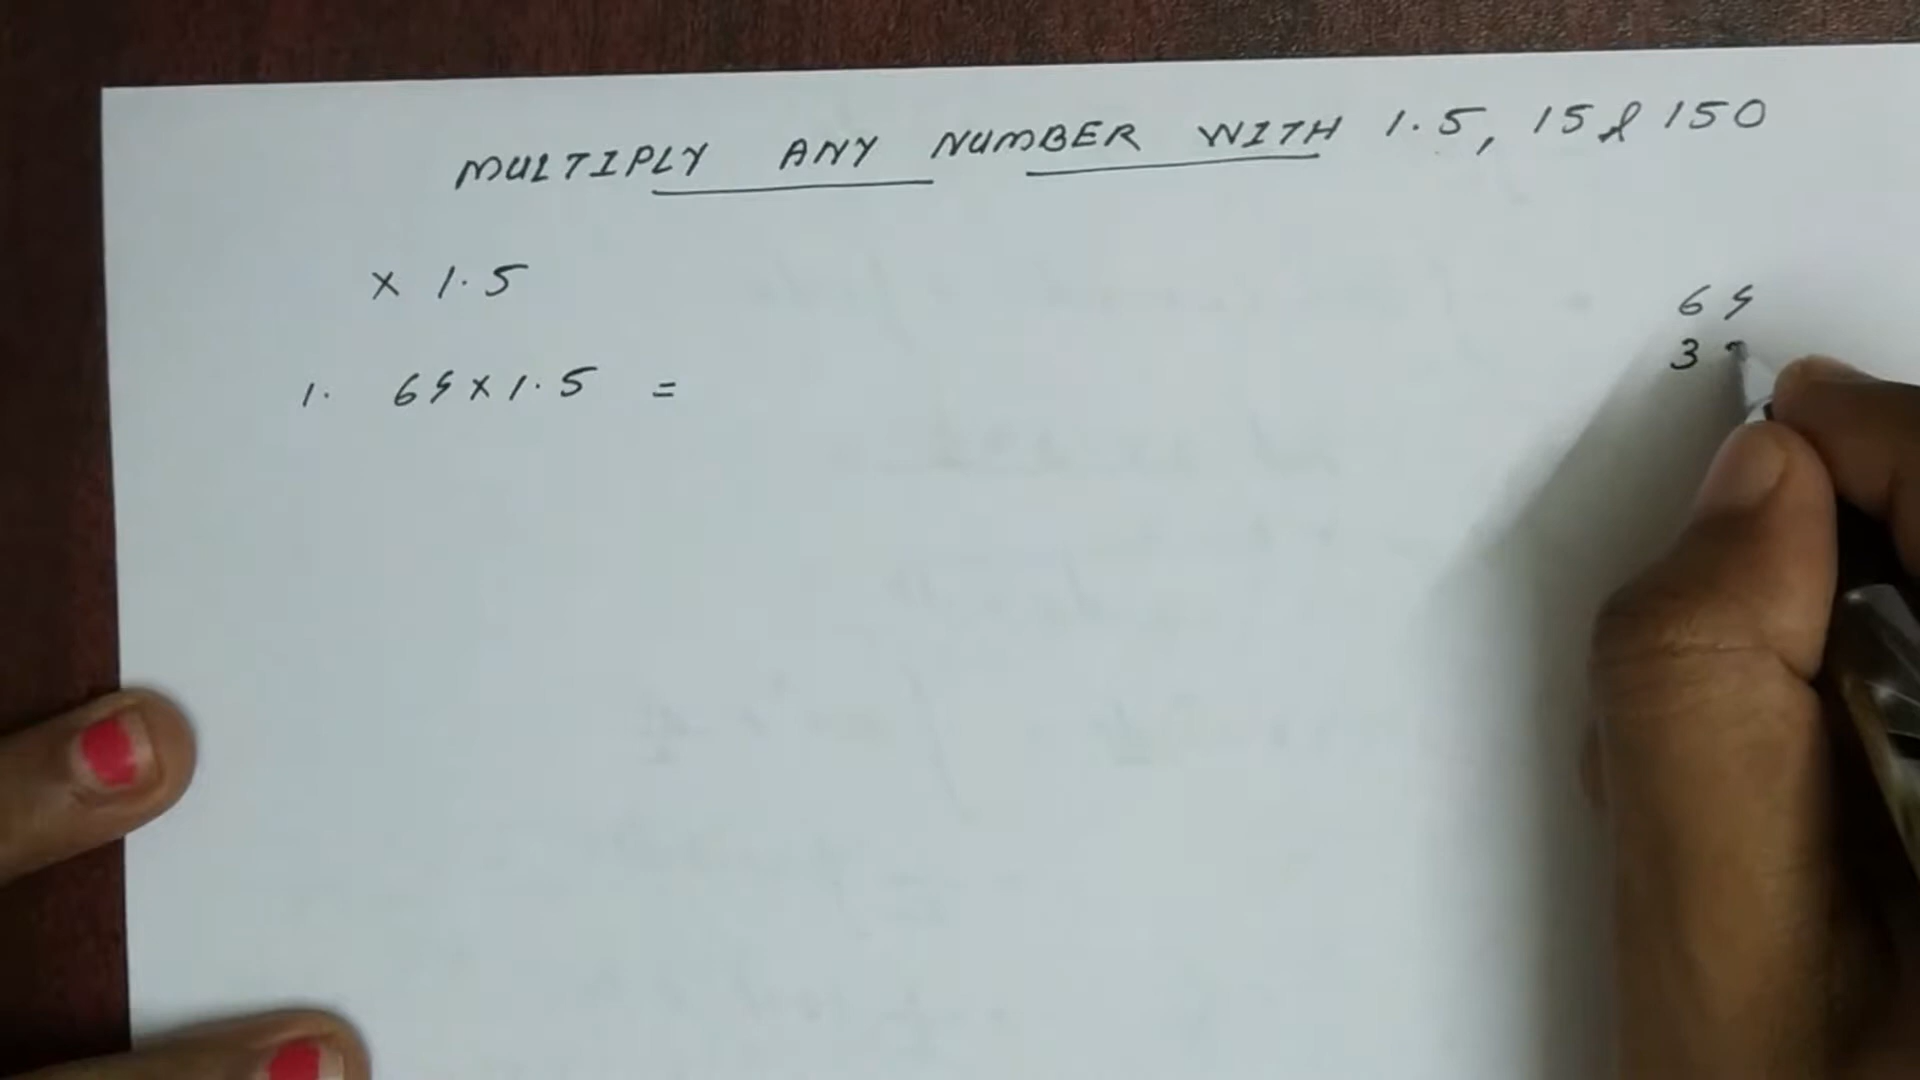 MULTIPLY ANY NUMBER WITH 1.5, 15 & 150
× 1.5
1. 64 × 1.5 =
64
3